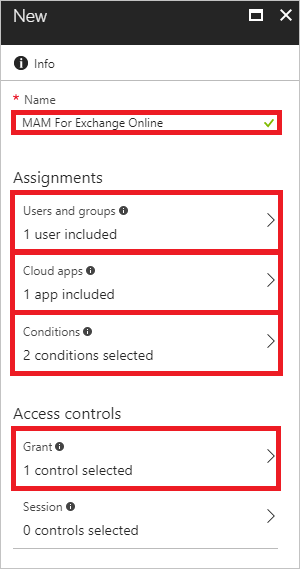 New
Info
* Name
MAM For Exchange Online
Assignments
Users and groups
1 user included
Cloud apps
1 app included
Conditions
2 conditions selected
Access controls
Grant
1 control selected
Session
0 controls selected